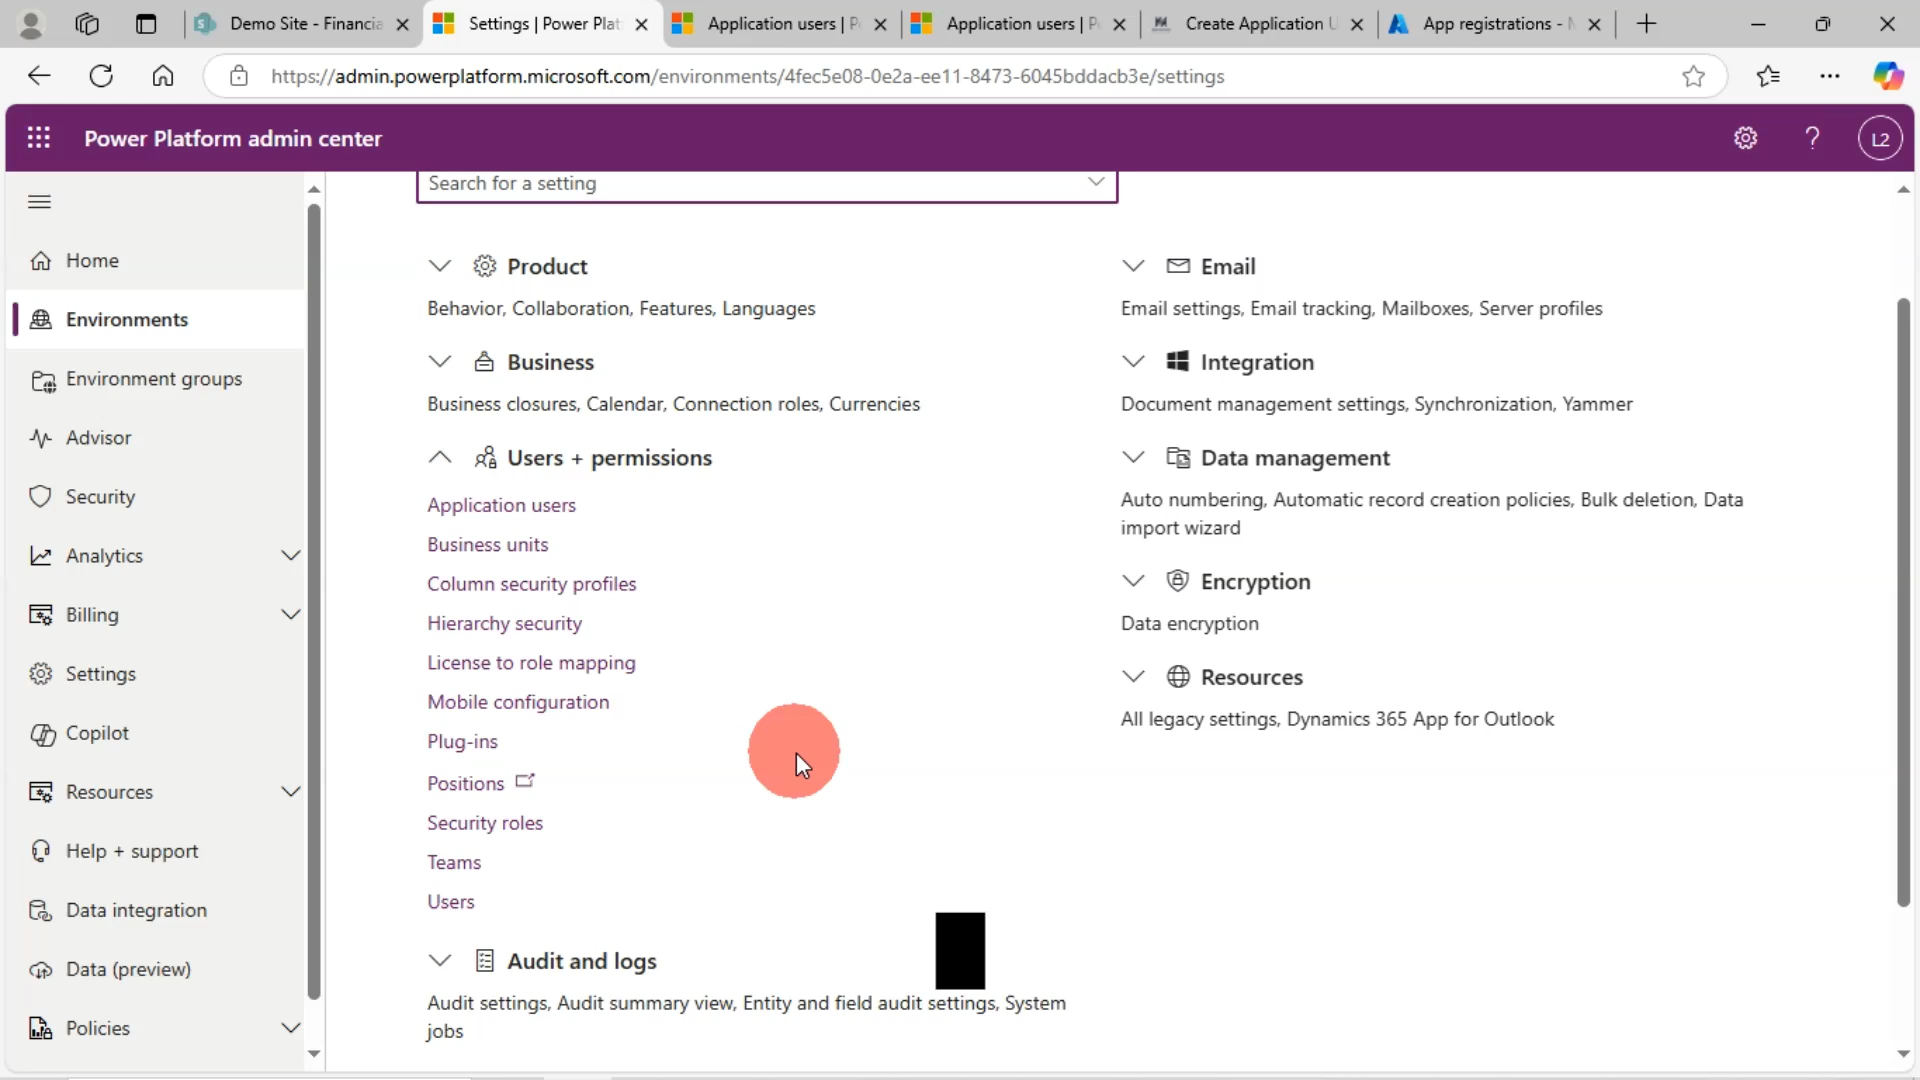 Demo Site - Financia
Settings | Power Plat
Application users | P
Application users | P
Create Application U
App registrations - M
https://admin.powerplatform.microsoft.com/environments/4fec5e08-0e2a-ee11-8473-6045bddacb3e/settings
Power Platform admin center
L2
Search for a setting
Home
Environments
Environment groups
Advisor
Security
Analytics
Billing
Settings
Copilot
Resources
Help + support
Data integration
Data (preview)
Policies
Product
Behavior, Collaboration, Features, Languages
Business
Business closures, Calendar, Connection roles, Currencies
Users + permissions
Application users
Business units
Column security profiles
Hierarchy security
License to role mapping
Mobile configuration
Plug-ins
Positions
Security roles
Teams
Users
Audit and logs
Audit settings, Audit summary view, Entity and field audit settings, System
jobs
Email
Email settings, Email tracking, Mailboxes, Server profiles
Integration
Document management settings, Synchronization, Yammer
Data management
Auto numbering, Automatic record creation policies, Bulk deletion, Data
import wizard
Encryption
Data encryption
Resources
All legacy settings, Dynamics 365 App for Outlook